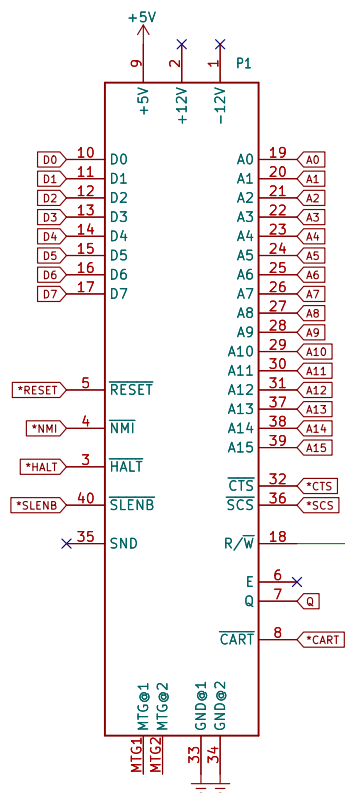 +5V
P1
9
2
1
+5V
+12V
-12V
D0 10 D0 A0 19 A0
D1 11 D1 A1 20 A1
D2 12 D2 A2 21 A2
D3 13 D3 A3 22 A3
D4 14 D4 A4 23 A4
D5 15 D5 A5 24 A5
D6 16 D6 A6 25 A6
D7 17 D7 A7 26 A7
A8 27 A8
A9 28 A9
A10 29 A10
A11 30 A11
*RESET 5 RESET A12 31 A12
A13 37 A13
*NMI 4 NMI A14 38 A14
A15 39 A15
*HALT 3 HALT
CTS 32 *CTS
*SLENB 40 SLENB SCS 36 *SCS
35 SND R/W 18
E 6
Q 7 Q
CART 8 *CART
MTG@1
MTG@2
GND@1
GND@2
MTG1
MTG2
33
34